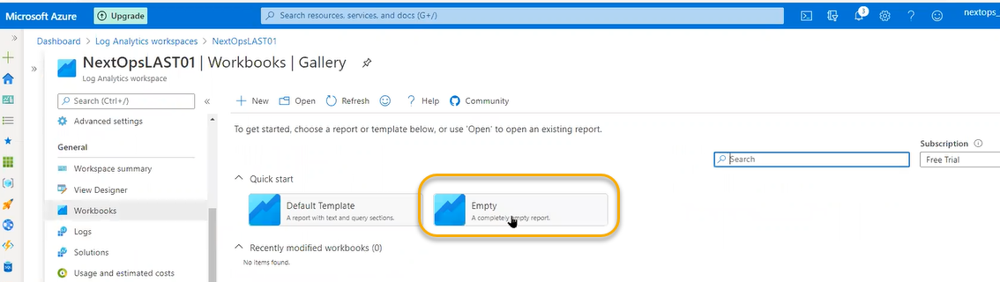 Microsoft Azure
Upgrade
Search resources, services, and docs (G+/)
3
nextops_
Dashboard > Log Analytics workspaces > NextOpsLAST01
NextOpsLAST01 | Workbooks | Gallery
Log Analytics workspace
Search (Ctrl+/)
Advanced settings
General
Workspace summary
View Designer
Workbooks
Logs
Solutions
Usage and estimated costs
New Open Refresh Help Community
To get started, choose a report or template below, or use 'Open' to open an existing report.
Subscription
Search
Free Trial
Quick start
Default Template
A report with text and query sections.
Empty
A completely empty report.
Recently modified workbooks (0)
No items found.